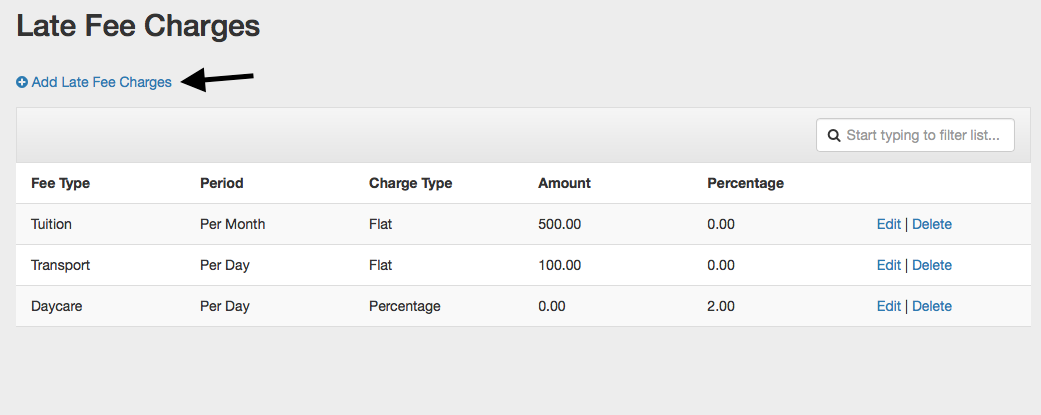 Late Fee Charges
Add Late Fee Charges
Start typing to filter list...
Fee Type Period Charge Type Amount Percentage
Tuition Per Month Flat 500.00 0.00 Edit | Delete
Transport Per Day Flat 100.00 0.00 Edit | Delete
Daycare Per Day Percentage 0.00 2.00 Edit | Delete